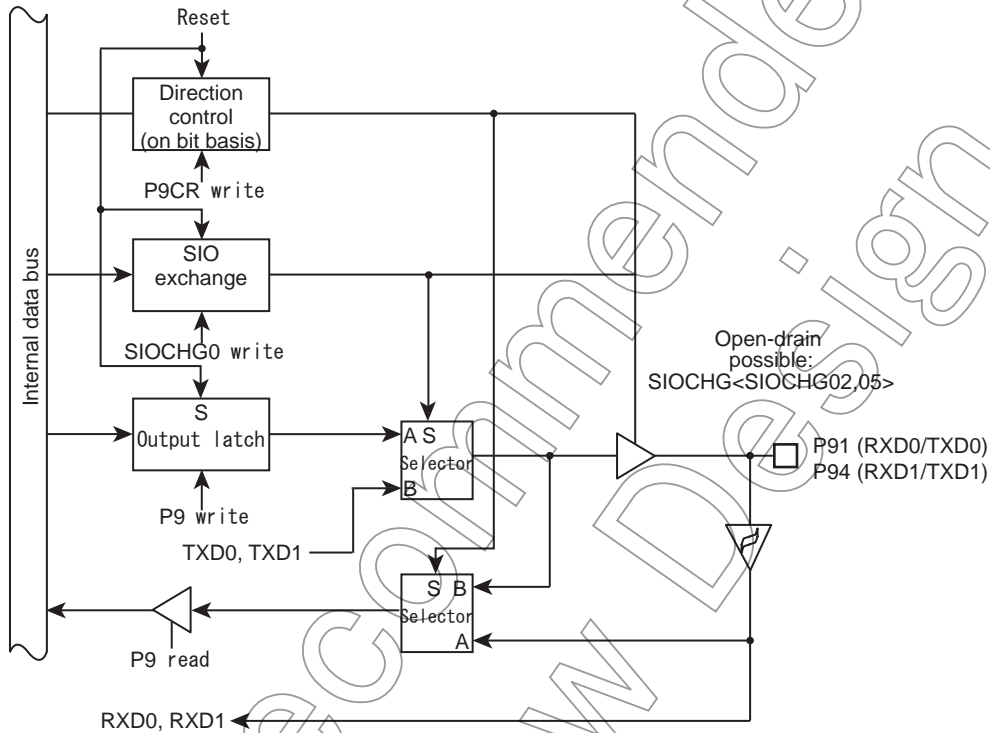 Reset
Direction
control
(on bit basis)
P9CR write
SIO
exchange
SIOCHG0 write
Internal data bus
S
Output latch
P9 write
A S
Selector
B
TXD0, TXD1
Open-drain
possible:
SIOCHG<SIOCHG02,05>
P91 (RXD0/TXD0)
P94 (RXD1/TXD1)
S B
Selector
A
P9 read
RXD0, RXD1
ecommende
w Design